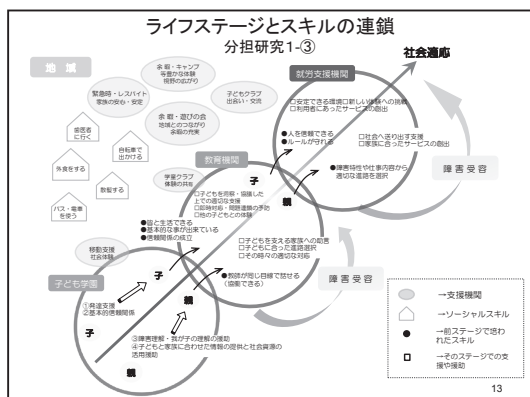 ライフステージとスキルの連鎖
分担研究1-③
地域
社会適応
余暇・キャンプ
等豊かな体験
視野の広がり
緊急時・レスパイト
家族の安心・安定
子どもクラブ
出会い・交流
余暇・遊びの会
地域とのつながり
余暇の充実
歯医者
に行く
自転車で
出かける
外食をする
散髪する
バス・電車
を使う
学童クラブ
体験の共有
移動支援
社会体験
就労支援機関
□安定できる環境□新しい体験への挑戦
□利用者にあったサービスの創出
●人を信頼できる
●ルールが守れる
□社会へ送り出す支援
□家族に合ったサービスの創出
●障害特性や仕事内容から
適切な進路を選択
障害受容
教育機関
子
親
□子どもを観察・協議した
上での適切な支援
□即時対応・問題連鎖の予防
□他の子どもとの体験
●皆と生活できる
●基本的な事が出来ている
●信頼関係の成立
□子どもを支える家族への助言
□子どもに合った進路選択
□その時々の適切な対応
●教師が同じ目線で話せる
(協働できる)
障害受容
子ども学園
子
親
①発達支援
②基本的信頼関係
子
③障害理解・我が子の理解の援助
④子どもと家族に合わせた情報の提供と社会資源の
活用援助
親
→支援機関
→ソーシャルスキル
●　→前ステージで培わ
れたスキル
□　→そのステージでの支
援や援助
13